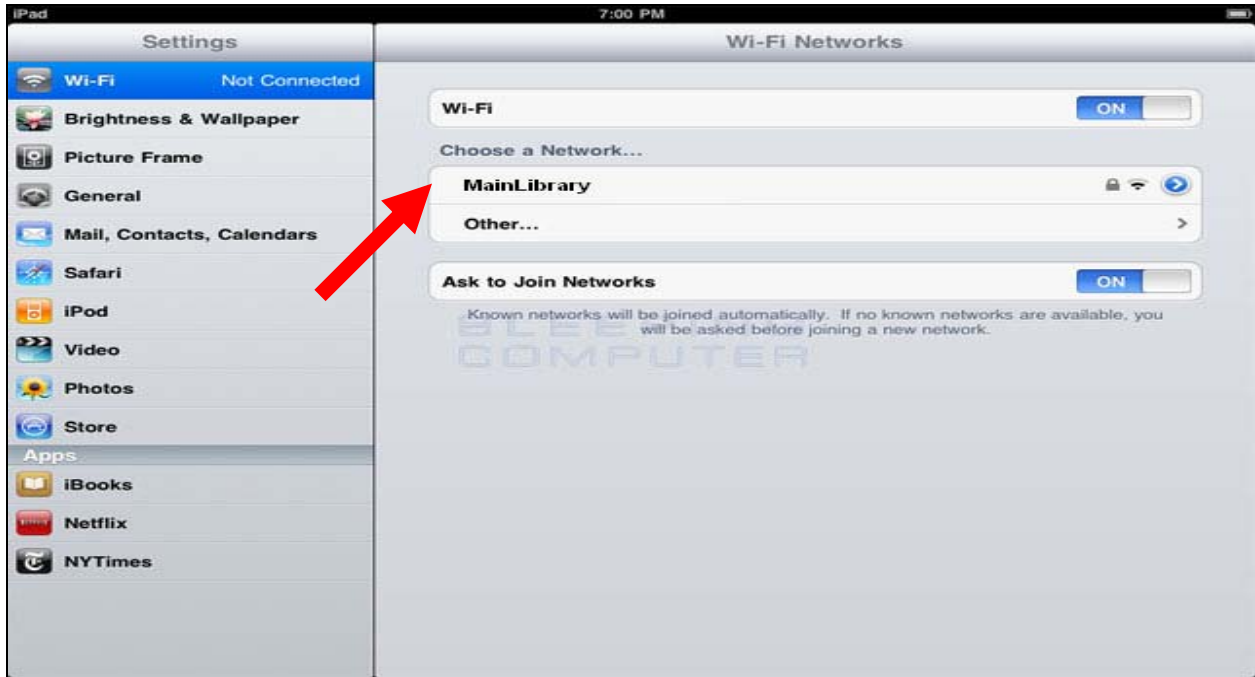 iPad
7:00 PM
Settings
Wi-Fi Not Connected
Brightness & Wallpaper
Picture Frame
General
Mail, Contacts, Calendars
Safari
iPod
Video
Photos
Store
Apps
iBooks
Netflix
NYTimes
Wi-Fi Networks
Wi-Fi ON
Choose a Network...
MainLibrary
Other...
Ask to Join Networks ON
Known networks will be joined automatically. If no known networks are available, you
will be asked before joining a new network.
COMPUTER